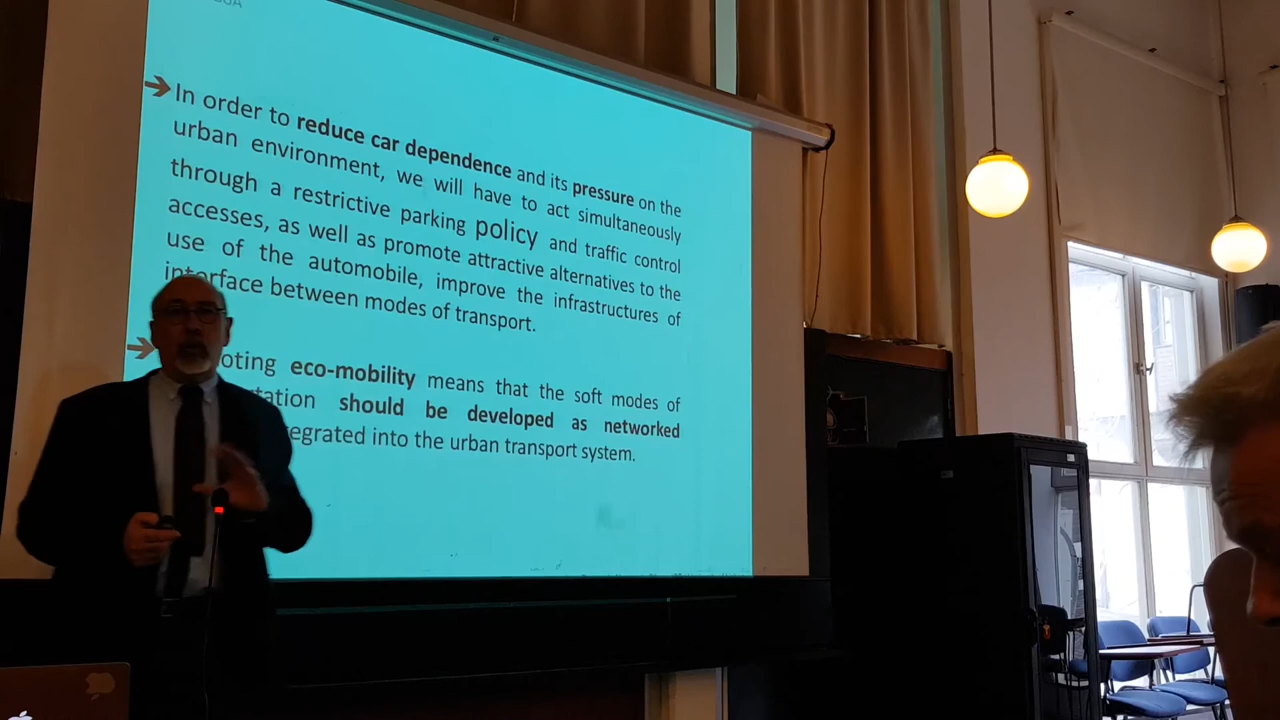 ➔ In order to reduce car dependence and its pressure on the
urban environment, we will have to act simultaneously
through a restrictive parking policy and traffic control
accesses, as well as promote attractive alternatives to the
use of the automobile, improve the infrastructures of
interface between modes of transport.
➔ oting eco-mobility means that the soft modes of
tation should be developed as networked
egrated into the urban transport system.